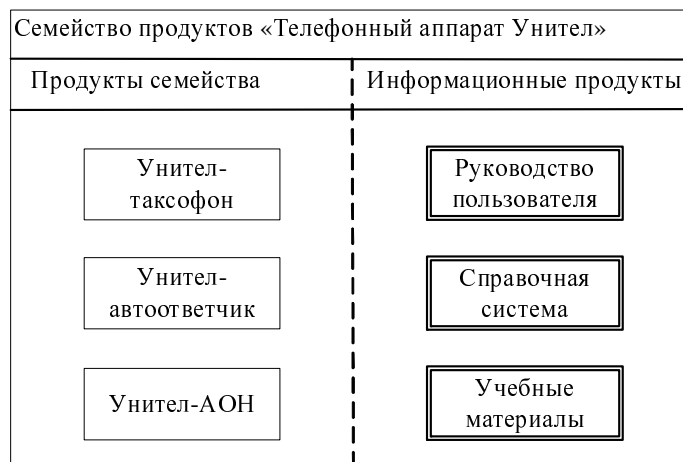 Семейство продуктов «Телефонный аппарат Унител»
Продукты семейства
Информационные продукты
Унител-
таксофон
Руководство
пользователя
Унител-
автоответчик
Справочная
система
Унител-АОН
Учебные
материалы